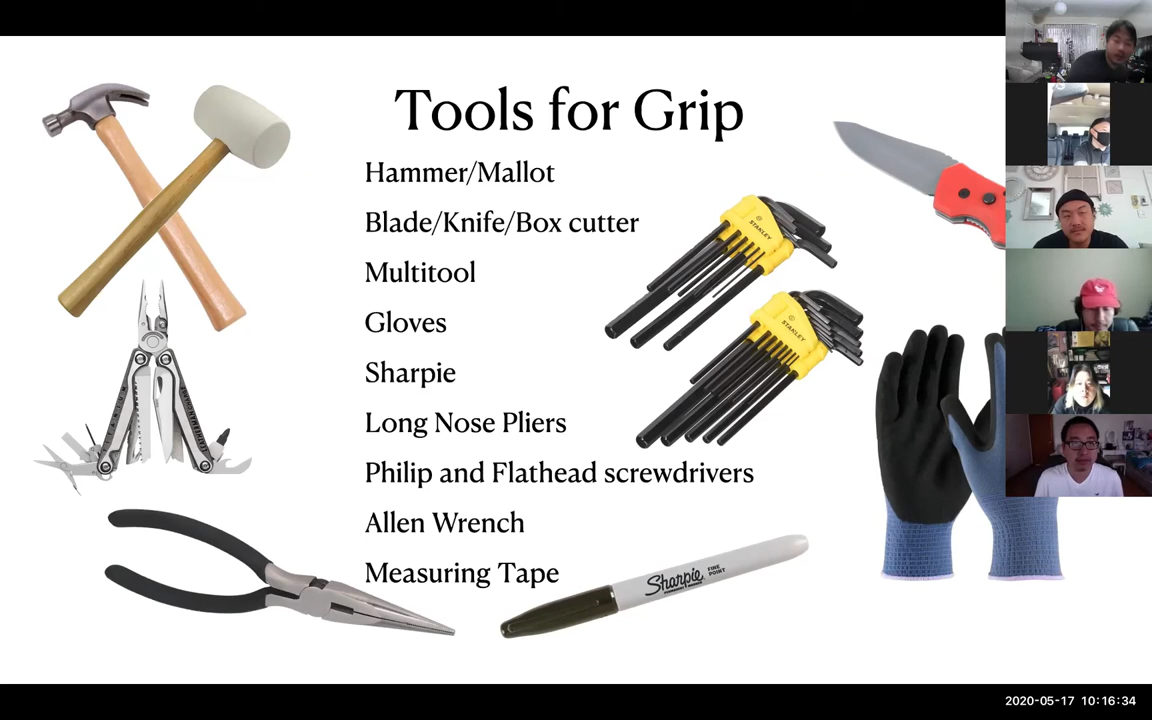 Tools for Grip
Hammer/Mallot
Blade/Knife/Box cutter
Multitool
Gloves
Sharpie
Long Nose Pliers
Philip and Flathead screwdrivers
Allen Wrench
Measuring Tape
STANLEY
STANLEY
Sharpie
FINE
POINT
2020-05-17 10:16:34